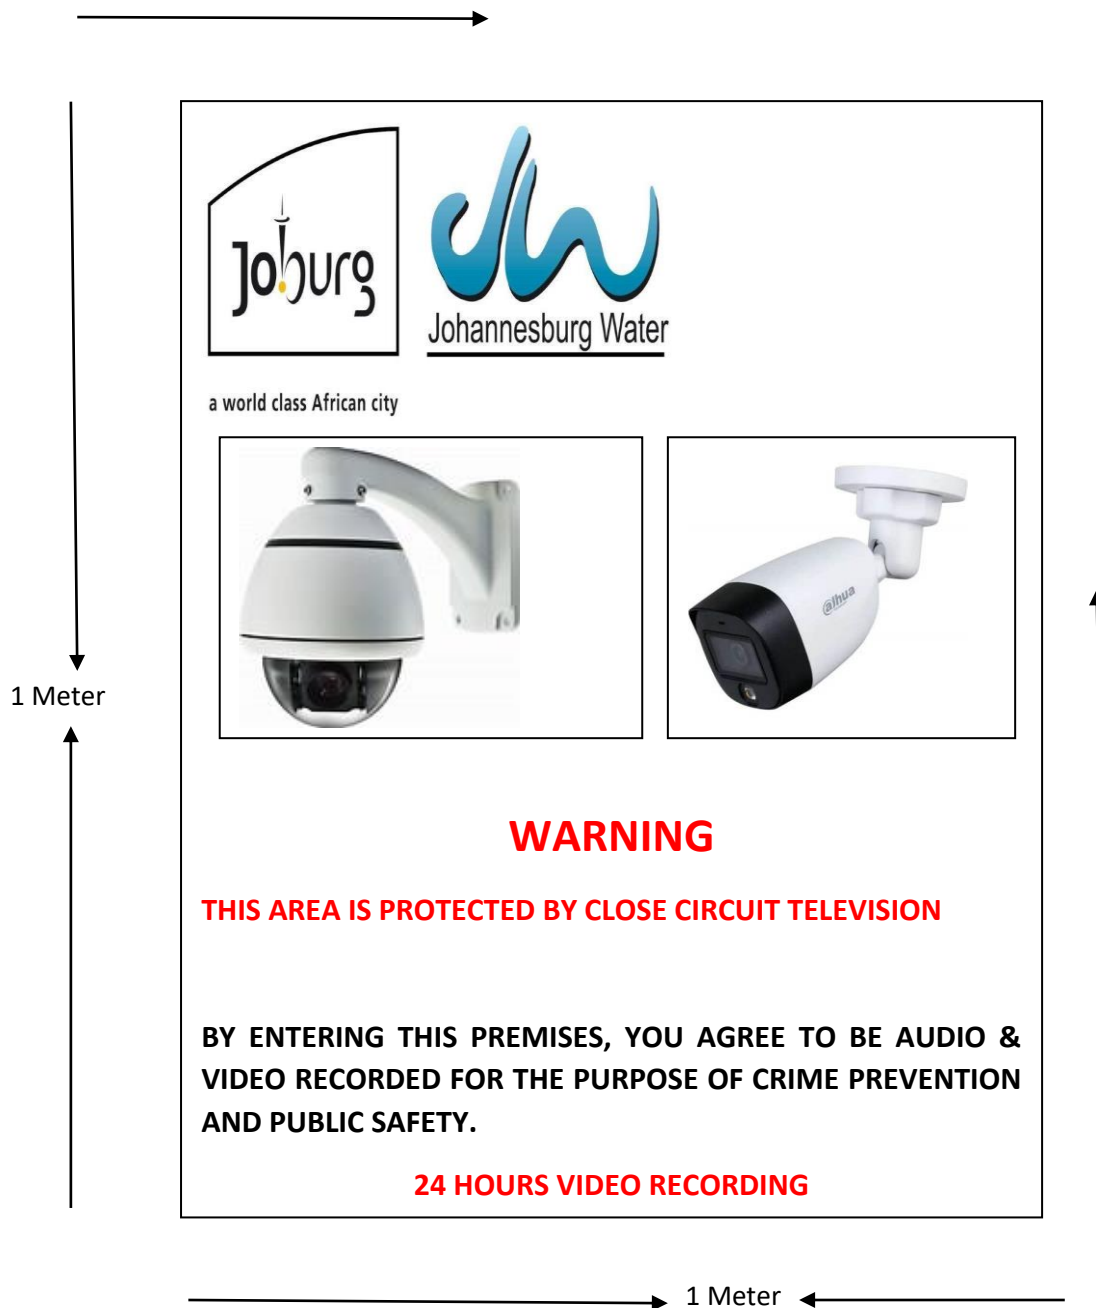 Joburg
Johannesburg Water
a world class African city
alhua
1 Meter
WARNING
THIS AREA IS PROTECTED BY CLOSE CIRCUIT TELEVISION
BY ENTERING THIS PREMISES, YOU AGREE TO BE AUDIO &
VIDEO RECORDED FOR THE PURPOSE OF CRIME PREVENTION
AND PUBLIC SAFETY.
24 HOURS VIDEO RECORDING
1 Meter